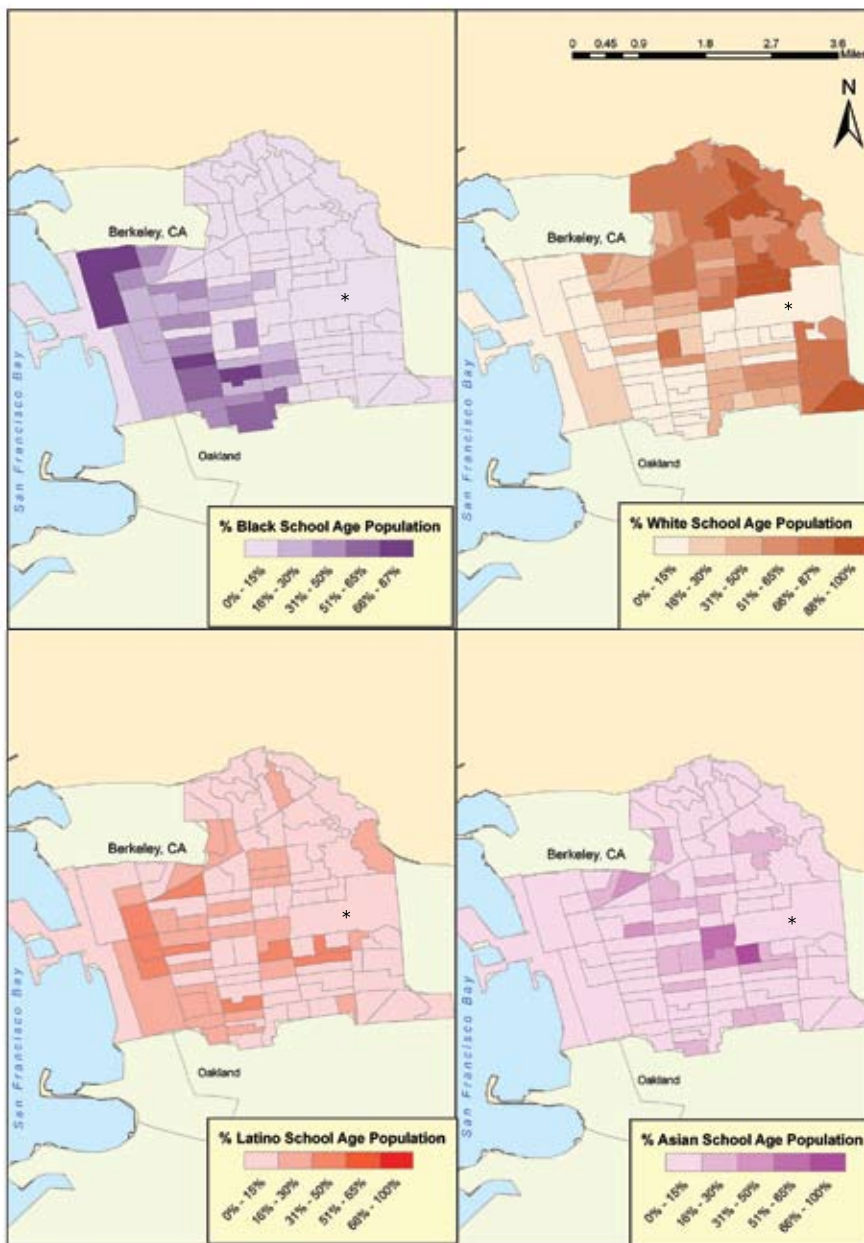 Berkeley, CA
*
San Francisco Bay
Oakland
% Black School Age Population
0% - 15%
16% - 30%
31% - 50%
51% - 65%
66% - 87%
0 0.45 0.9 1.8 2.7 3.6
Miles
N
Berkeley, CA
*
San Francisco Bay
Oakland
% White School Age Population
0% - 15%
16% - 30%
31% - 50%
51% - 65%
66% - 87%
88% - 100%
Berkeley, CA
*
San Francisco Bay
Oakland
% Latino School Age Population
0% - 15%
16% - 30%
31% - 50%
51% - 65%
66% - 100%
Berkeley, CA
*
San Francisco Bay
Oakland
% Asian School Age Population
0% - 15%
16% - 30%
31% - 50%
51% - 65%
66% - 100%